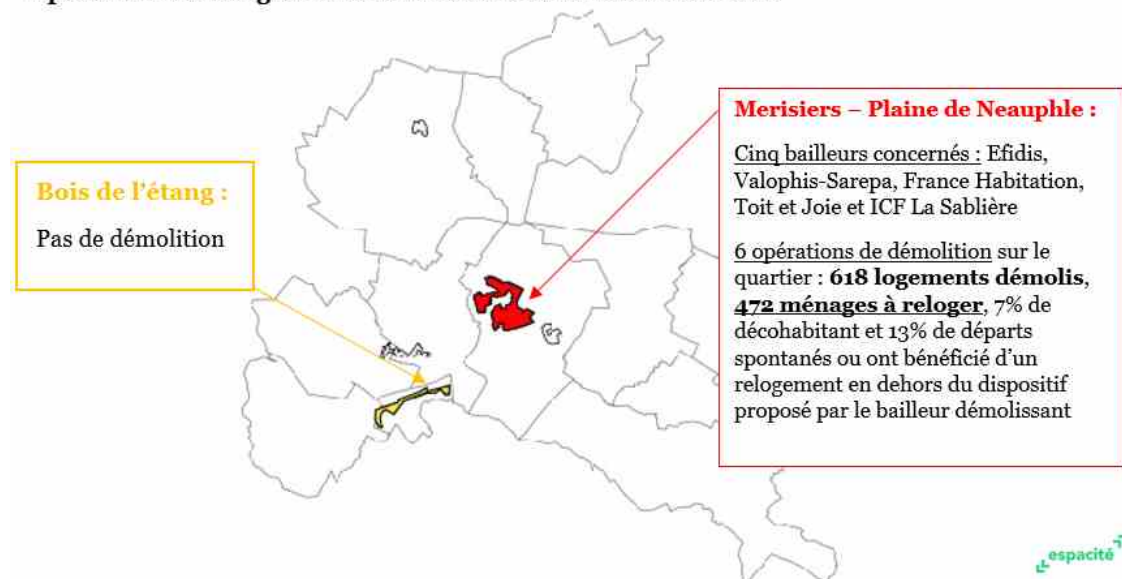 Bois de l'étang :
Pas de démolition
Merisiers – Plaine de Neauphle :
Cinq bailleurs concernés : Efidis,
Valophis-Sarepa, France Habitation,
Toit et Joie et ICF La Sablière
6 opérations de démolition sur le
quartier : 618 logements démolis,
472 ménages à reloger, 7% de
décohabitant et 13% de départs
spontanés ou ont bénéficié d'un
relogement en dehors du dispositif
proposé par le bailleur démolissant
espacité